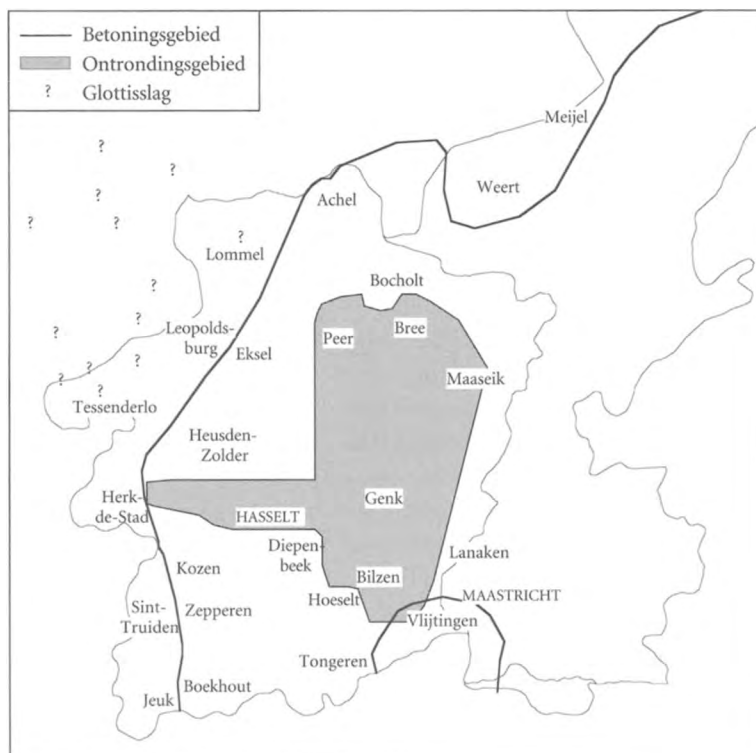 Betoningsgebied
Ontrondingsgebied
? Glottisslag
Meijel
?
?
Weert
?
Achel
?
?
?
Lommel
Bocholt
?
Leopolds-
burg
?
?
Peer
Bree
Eksel
?
?
?
Maaseik
?
Tessenderlo
Heusden-
Zolder
Herk-
de-Stad
HASSELT
Genk
Diepen-
beek
Lanaken
Kozen
Bilzen
Hoeselt
MAASTRICHT
Sint-
Truiden
Zepperen
Vlijtingen
Tongeren
Boekhout
Jeuk